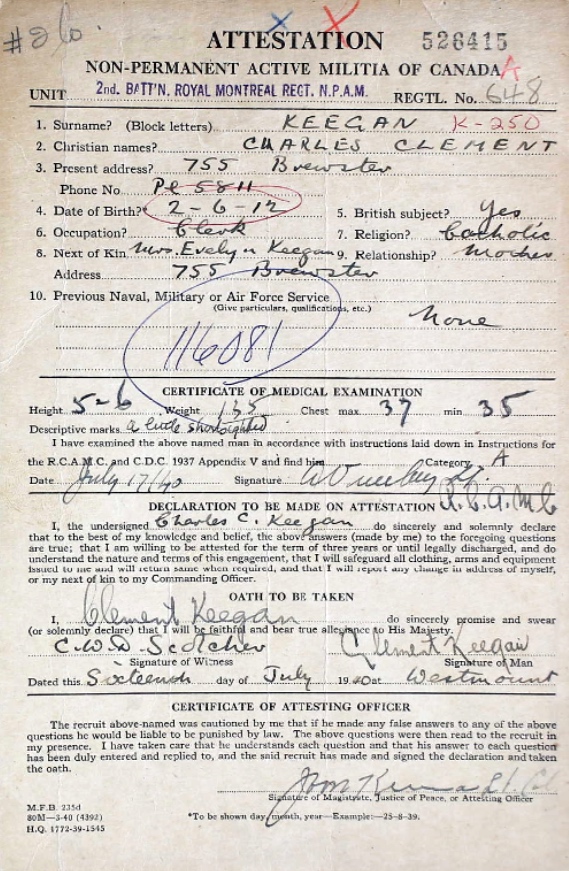 #26.
ATTESTATION 526415
NON-PERMANENT ACTIVE MILITIA OF CANADA A
UNIT 2nd. BATT'N. ROYAL MONTREAL REGT. N.P.A.M. REGTL. No. 648
1. Surname? (Block letters) KEEGAN K-250
2. Christian names? CHARLES CLEMENT
3. Present address? 755 Brewster
Phone No. Pl 5811
4. Date of Birth?* 2-6-12 5. British subject? Yes
6. Occupation? Clerk 7. Religion? Catholic
8. Next of Kin Mrs. Evelyn Keegan 9. Relationship? Mother
Address 755 Brewster
10. Previous Naval, Military or Air Force Service
(Give particulars, qualifications, etc.) None
116081
CERTIFICATE OF MEDICAL EXAMINATION
Height 5-6 Weight 135 Chest max. 37 min. 35
Descriptive marks a little shortsighted
I have examined the above named man in accordance with instructions laid down in Instructions for
the R.C.A.M.C. and C.D.C. 1937 Appendix V and find him Category A
Date July 17/40 Signature Lt.
R.C.A.M.C
DECLARATION TO BE MADE ON ATTESTATION
I, the undersigned Charles C. Keegan do sincerely and solemnly declare
that to the best of my knowledge and belief, the above answers (made by me) to the foregoing questions
are true; that I am willing to be attested for the term of three years or until legally discharged, and do
understand the nature and terms of this engagement, that I will safeguard all clothing, arms and equipment
issued to me and will return same when required, and that I will report any change in address of myself,
or my next of kin to my Commanding Officer.
OATH TO BE TAKEN
I, Clement Keegan do sincerely promise and swear
(or solemnly declare) that I will be faithful and bear true allegiance to His Majesty.
C.W.D. Scotcher Clement Keegan
Signature of Witness Signature of Man
Dated this Sixteenth day of July 1940 at Westmount
CERTIFICATE OF ATTESTING OFFICER
The recruit above-named was cautioned by me that if he made any false answers to any of the above
questions he would be liable to be punished by law. The above questions were then read to the recruit in
my presence. I have taken care that he understands each question and that his answer to each question
has been duly entered and replied to, and the said recruit has made and signed the declaration and taken
the oath.
Lt. Col
Signature of Magistrate, Justice of Peace, or Attesting Officer
M.F.B. 235d
80M—3-40 (4392) *To be shown day, month, year—Example:—25-8-39.
H.Q. 1772-39-1545